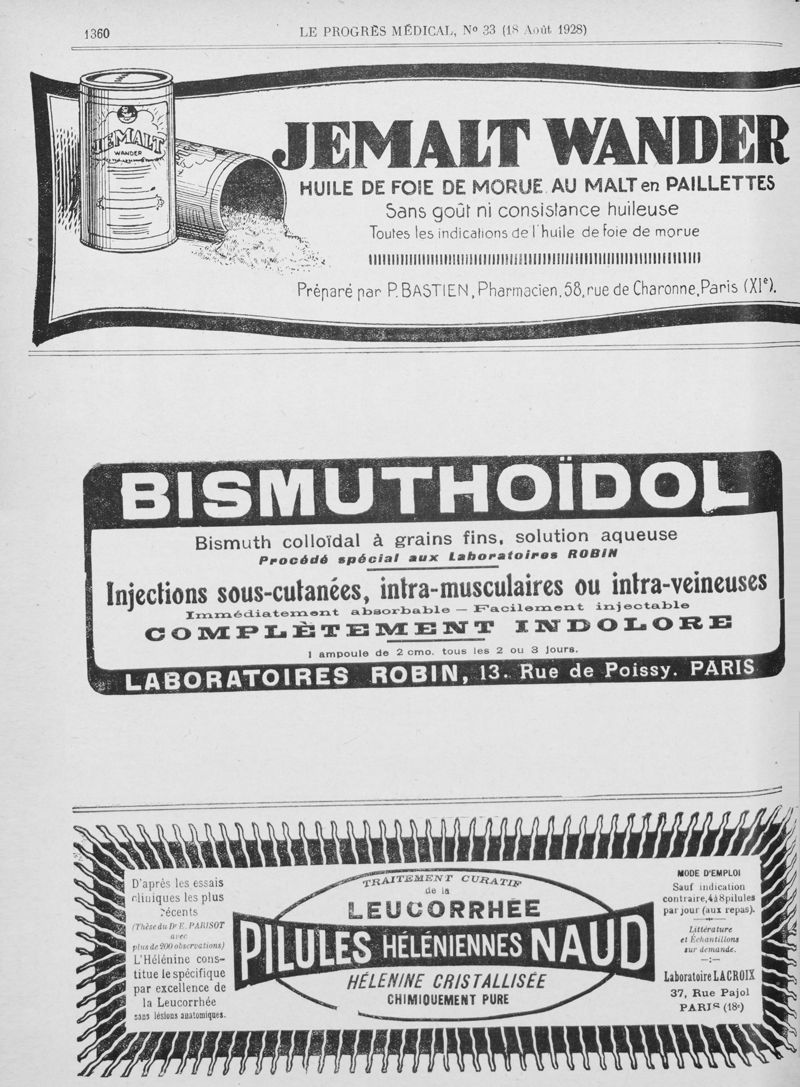 1360
LE PROGRÈS MÉDICAL, No 33 (18 Août 1928)
JEMALT
WANDER
JEMALT WANDER
HUILE DE FOIE DE MORUE AU MALT en PAILLETTES
Sans goût ni consistance huileuse
Toutes les indications de l'huile de foie de morue
Préparé par P. BASTIEN, Pharmacien, 58, rue de Charonne, Paris (XIe).
BISMUTHOÏDOL
Bismuth colloïdal à grains fins, solution aqueuse
Procédé spécial aux Laboratoires ROBIN
Injections sous-cutanées, intra-musculaires ou intra-veineuses
Immédiatement absorbable — Facilement injectable
COMPLÈTEMENT INDOLORE
1 ampoule de 2 cmc. tous les 2 ou 3 jours.
LABORATOIRES ROBIN, 13. Rue de Poissy. PARIS
D'après les essais
cliniques les plus
récents
(Thèse du Dr E. PARISOT
avec
plus de 200 observations)
L'Hélénine cons-
titue le spécifique
par excellence de
la Leucorrhée
sans lésions anatomiques.
TRAITEMENT CURATIF
de la
LEUCORRHÉE
PILULES HÉLÉNIENNES NAUD
HÉLÉNINE CRISTALLISÉE
CHIMIQUEMENT PURE
MODE D'EMPLOI
Sauf indication
contraire, 4 à 8 pilules
par jour (aux repas).
Littérature
et Échantillons
sur demande.
Laboratoire LACROIX
37, Rue Pajol
PARIS (18e)